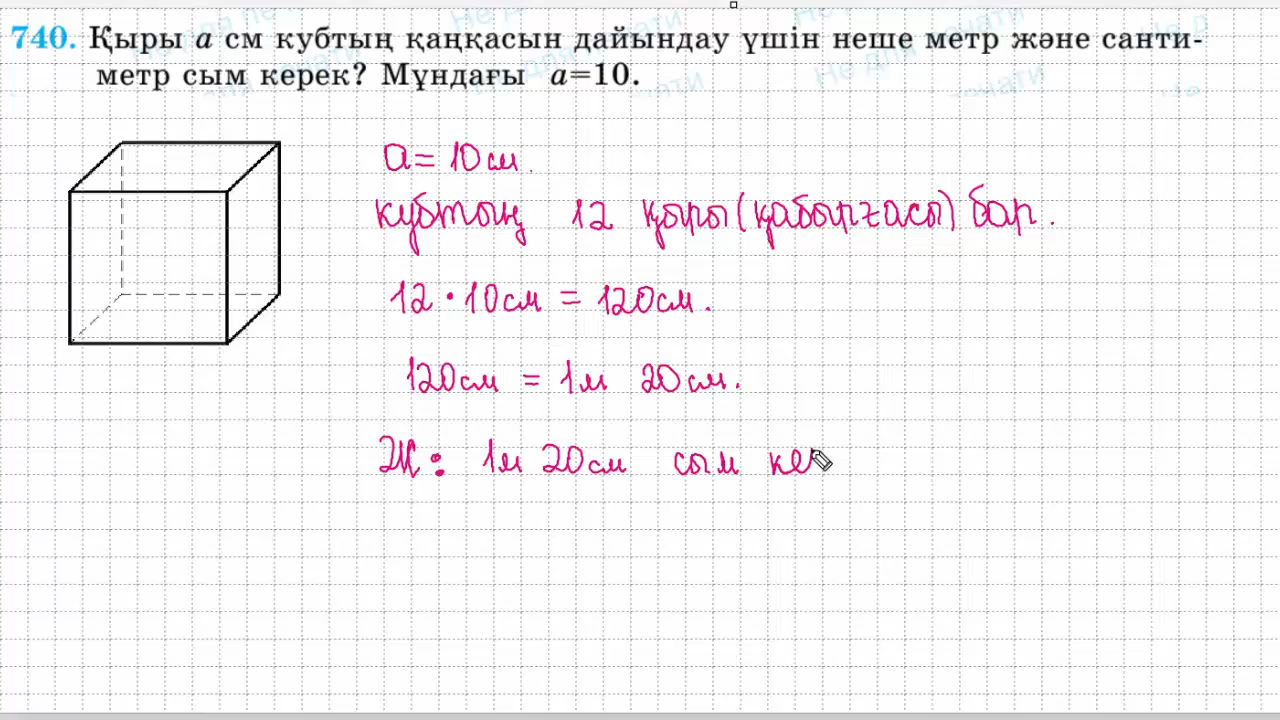 740. Қыры a см кубтың қаңқасын дайындау үшін неше метр және санти-
метр сым керек? Мұндағы a=10.
a = 10см.
кубтың 12 қыры (қабырғасы) бар.
12 · 10см = 120см.
120см = 1м 20см.
Ж: 1м 20см сым ке